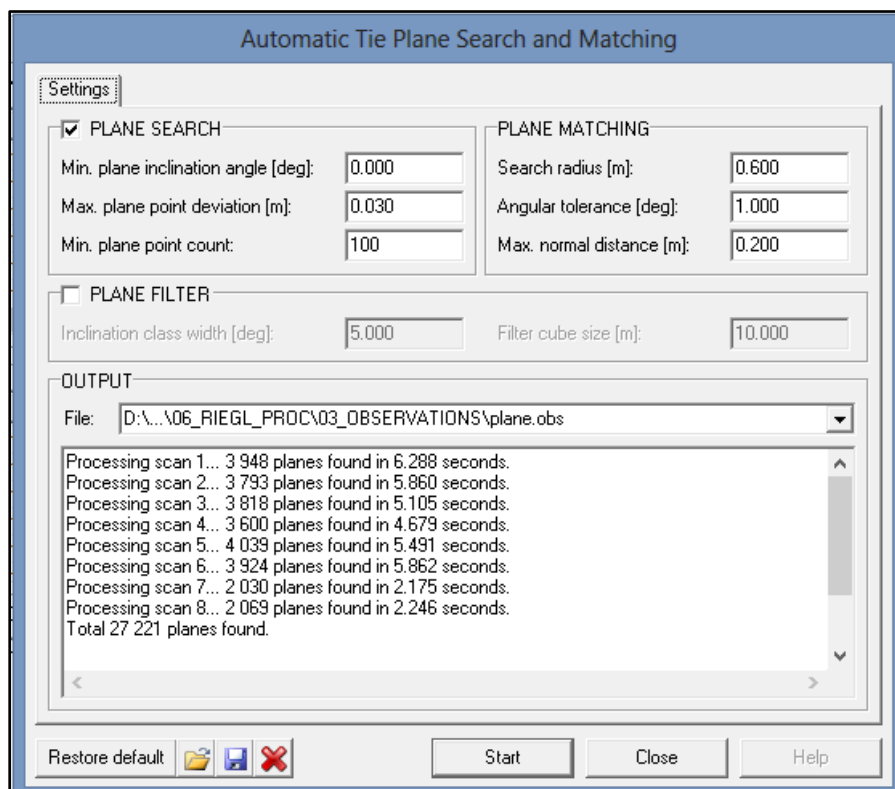 Automatic Tie Plane Search and Matching
Settings
PLANE SEARCH
Min. plane inclination angle [deg]: 0.000
Max. plane point deviation [m]: 0.030
Min. plane point count: 100
PLANE MATCHING
Search radius [m]: 0.600
Angular tolerance [deg]: 1.000
Max. normal distance [m]: 0.200
PLANE FILTER
Inclination class width [deg]: 5.000 Filter cube size [m]: 10.000
OUTPUT
File: D:\...\06_RIEGL_PROC\03_OBSERVATIONS\plane.obs
Processing scan 1... 3 948 planes found in 6.288 seconds.
Processing scan 2... 3 793 planes found in 5.860 seconds.
Processing scan 3... 3 818 planes found in 5.105 seconds.
Processing scan 4... 3 600 planes found in 4.679 seconds.
Processing scan 5... 4 039 planes found in 5.491 seconds.
Processing scan 6... 3 924 planes found in 5.862 seconds.
Processing scan 7... 2 030 planes found in 2.175 seconds.
Processing scan 8... 2 069 planes found in 2.246 seconds.
Total 27 221 planes found.
Restore default Start Close Help